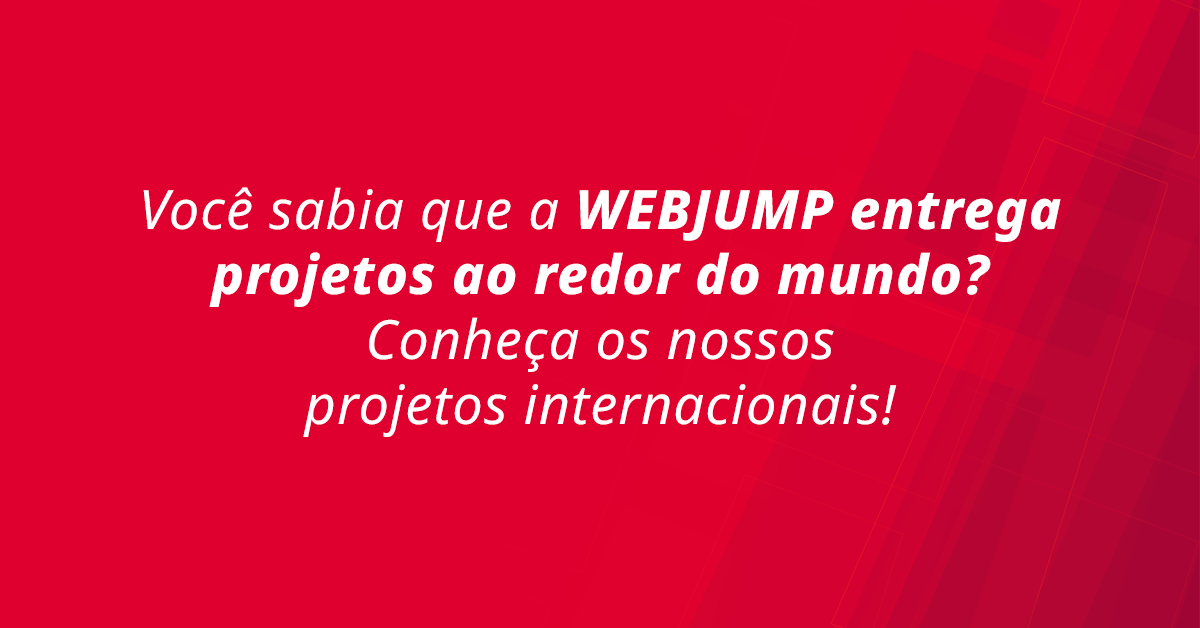 Você sabia que a WEBJUMP entrega
projetos ao redor do mundo?
Conheça os nossos
projetos internacionais!